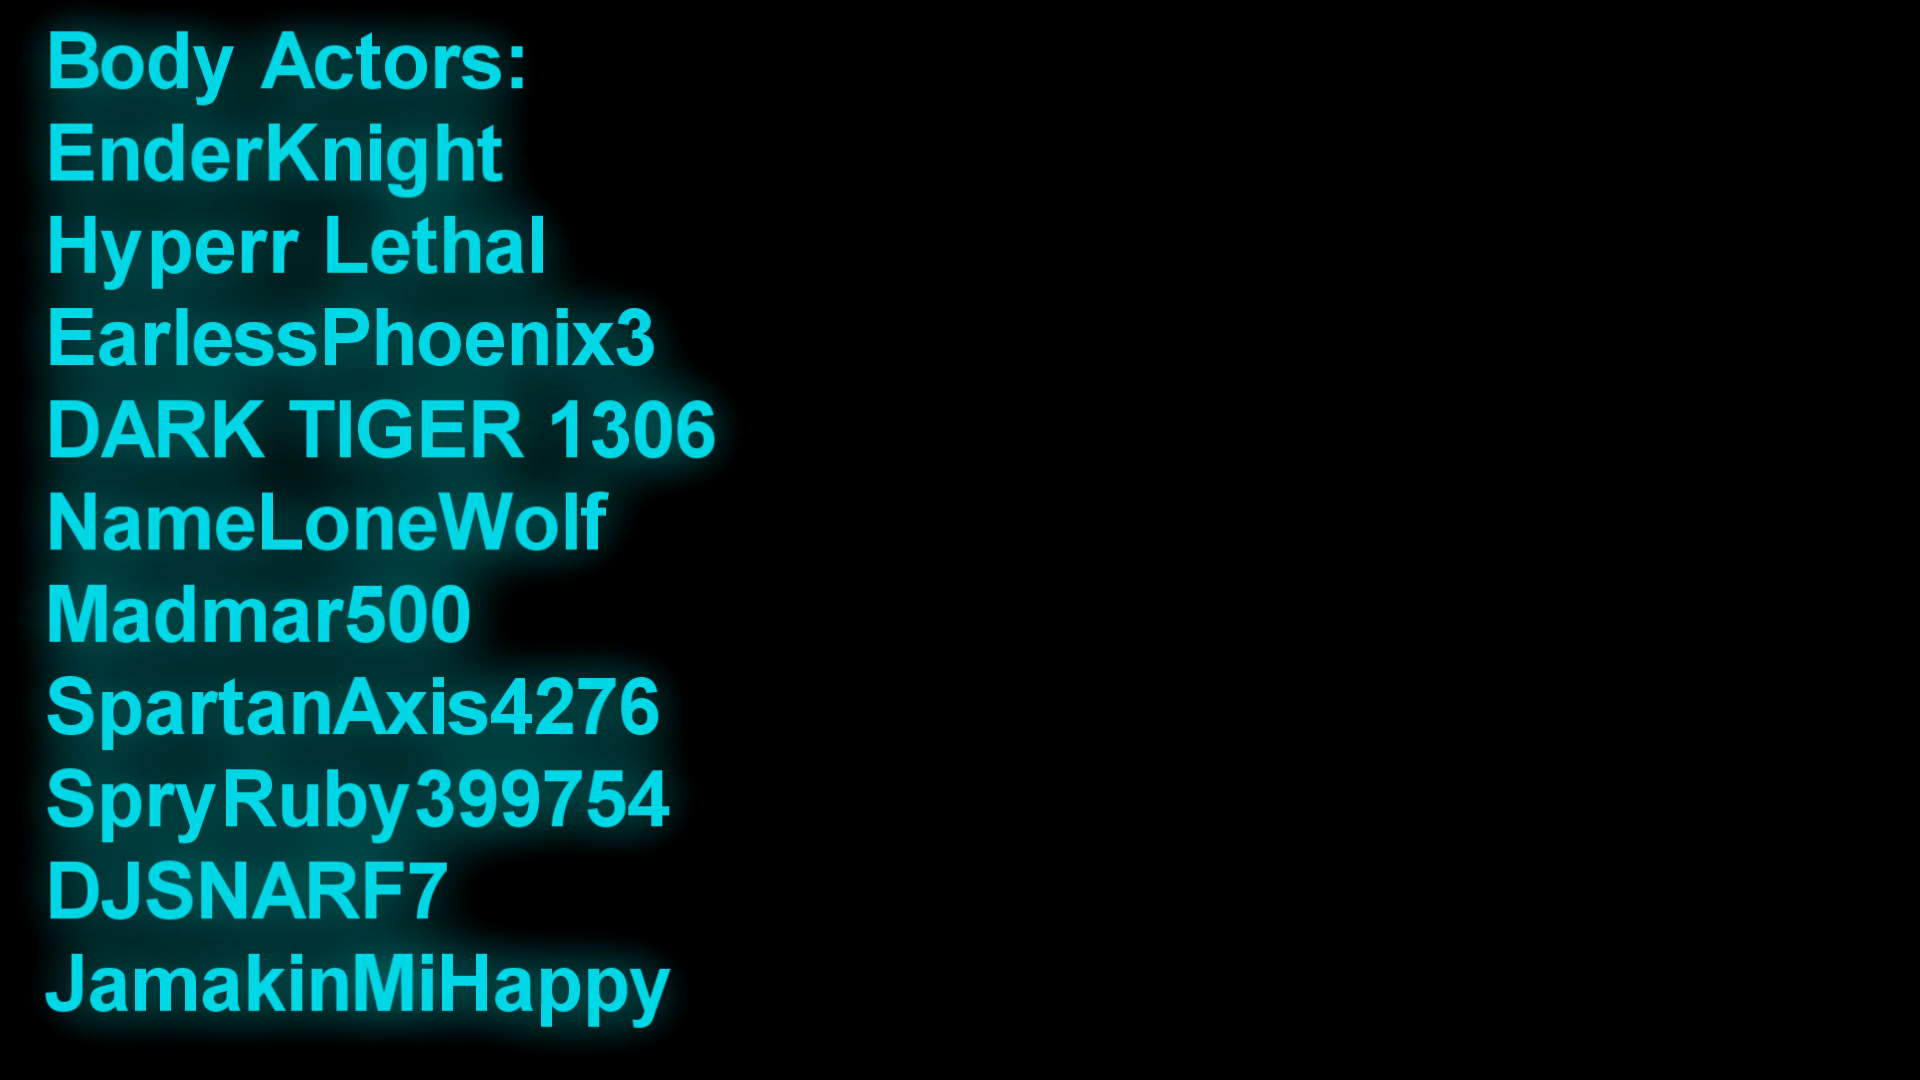 Body Actors:
EnderKnight
Hyperr Lethal
EarlessPhoenix3
DARK TIGER 1306
NameLoneWolf
Madmar500
SpartanAxis4276
SpryRuby399754
DJSNARF7
JamakinMiHappy